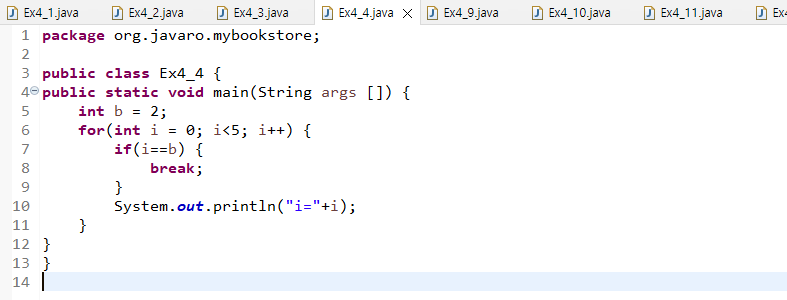 Ex4_1.java Ex4_2.java Ex4_3.java Ex4_4.java Ex4_9.java Ex4_10.java Ex4_11.java Ex
1 package org.javaro.mybookstore;
2
3 public class Ex4_4 {
4 public static void main(String args []) {
5     int b = 2;
6     for(int i = 0; i<5; i++) {
7         if(i==b) {
8             break;
9         }
10         System.out.println("i="+i);
11     }
12 }
13 }
14